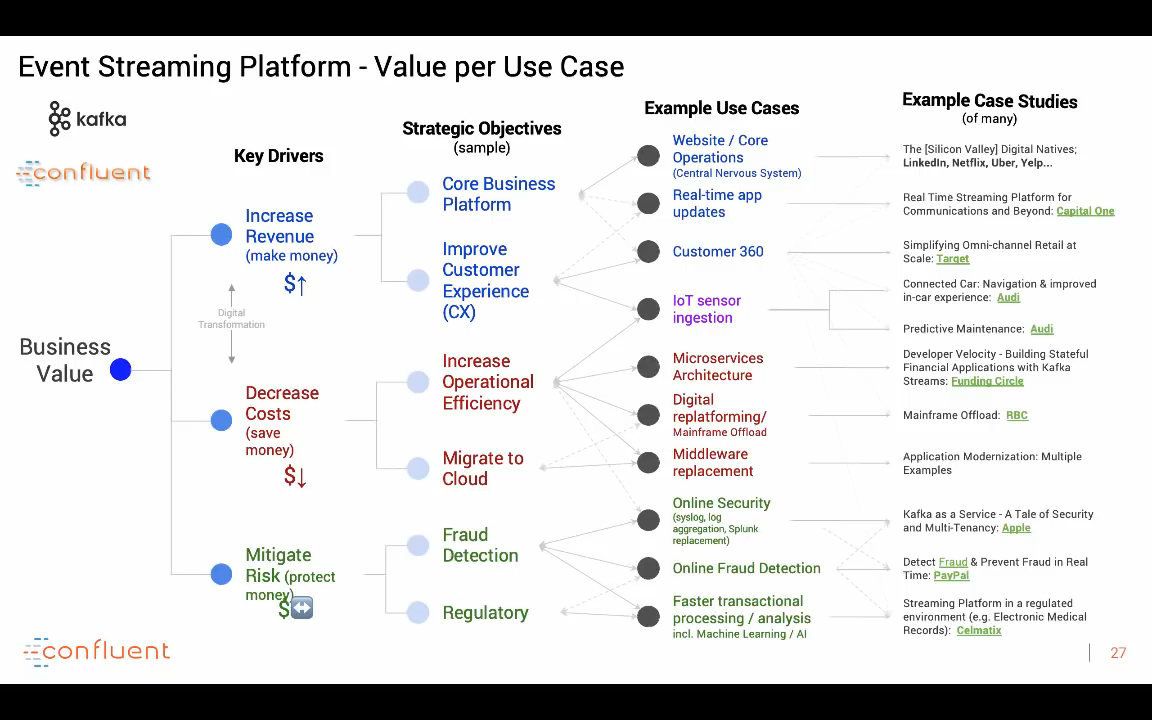 Event Streaming Platform - Value per Use Case
kafka
confluent
Key Drivers
Strategic Objectives
(sample)
Example Use Cases
Example Case Studies
(of many)
Business
Value
Increase
Revenue
(make money)
$↑
Digital
Transformation
Decrease
Costs
(save
money)
$↓
Mitigate
Risk (protect
money)
$↔
Core Business
Platform
Improve
Customer
Experience
(CX)
Increase
Operational
Efficiency
Migrate to
Cloud
Fraud
Detection
Regulatory
Website / Core
Operations
(Central Nervous System)
Real-time app
updates
Customer 360
IoT sensor
ingestion
Microservices
Architecture
Digital
replatforming/
Mainframe Offload
Middleware
replacement
Online Security
(syslog, log
aggregation, Splunk
replacement)
Online Fraud Detection
Faster transactional
processing / analysis
incl. Machine Learning / AI
The [Silicon Valley] Digital Natives;
LinkedIn, Netflix, Uber, Yelp...
Real Time Streaming Platform for
Communications and Beyond: Capital One
Simplifying Omni-channel Retail at
Scale: Target
Connected Car: Navigation & improved
in-car experience: Audi
Predictive Maintenance: Audi
Developer Velocity - Building Stateful
Financial Applications with Kafka
Streams: Funding Circle
Mainframe Offload: RBC
Application Modernization: Multiple
Examples
Kafka as a Service - A Tale of Security
and Multi-Tenancy: Apple
Detect Fraud & Prevent Fraud in Real
Time: PayPal
Streaming Platform in a regulated
environment (e.g. Electronic Medical
Records): Celmatix
confluent
27